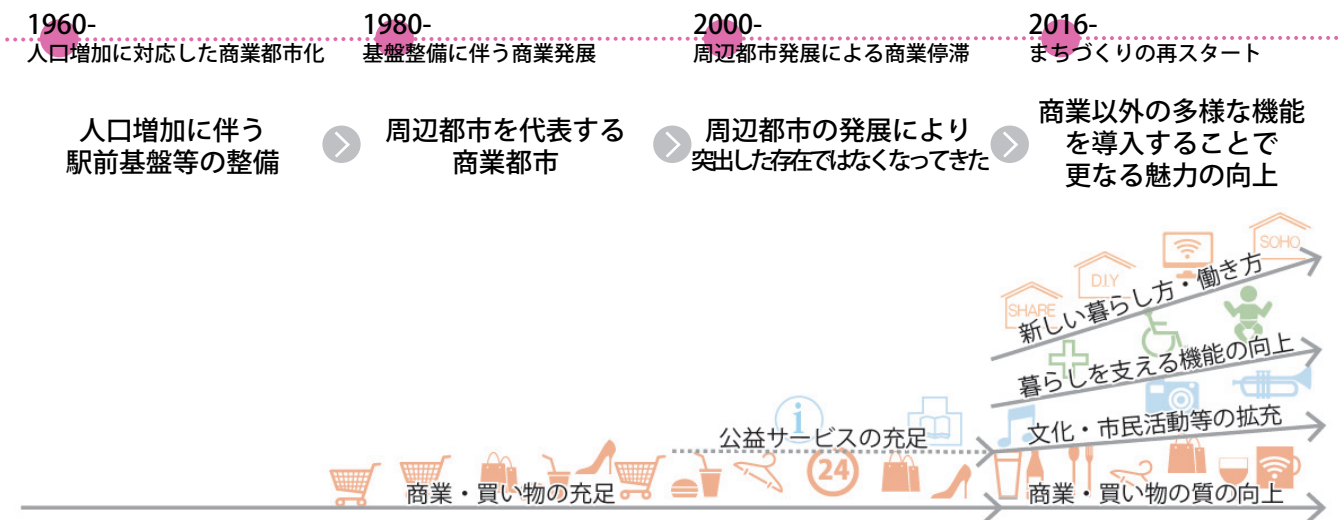 1960-
人口増加に対応した商業都市化
1980-
基盤整備に伴う商業発展
2000-
周辺都市発展による商業停滞
2016-
まちづくりの再スタート
人口増加に伴う
駅前基盤等の整備
周辺都市を代表する
商業都市
周辺都市の発展により
突出した存在ではなくなってきた
商業以外の多様な機能
を導入することで
更なる魅力の向上
SOHO
D.I.Y
SHARE
新しい暮らし方・働き方
暮らしを支える機能の向上
i
公益サービスの充足
文化・市民活動等の拡充
24
商業・買い物の充足
商業・買い物の質の向上